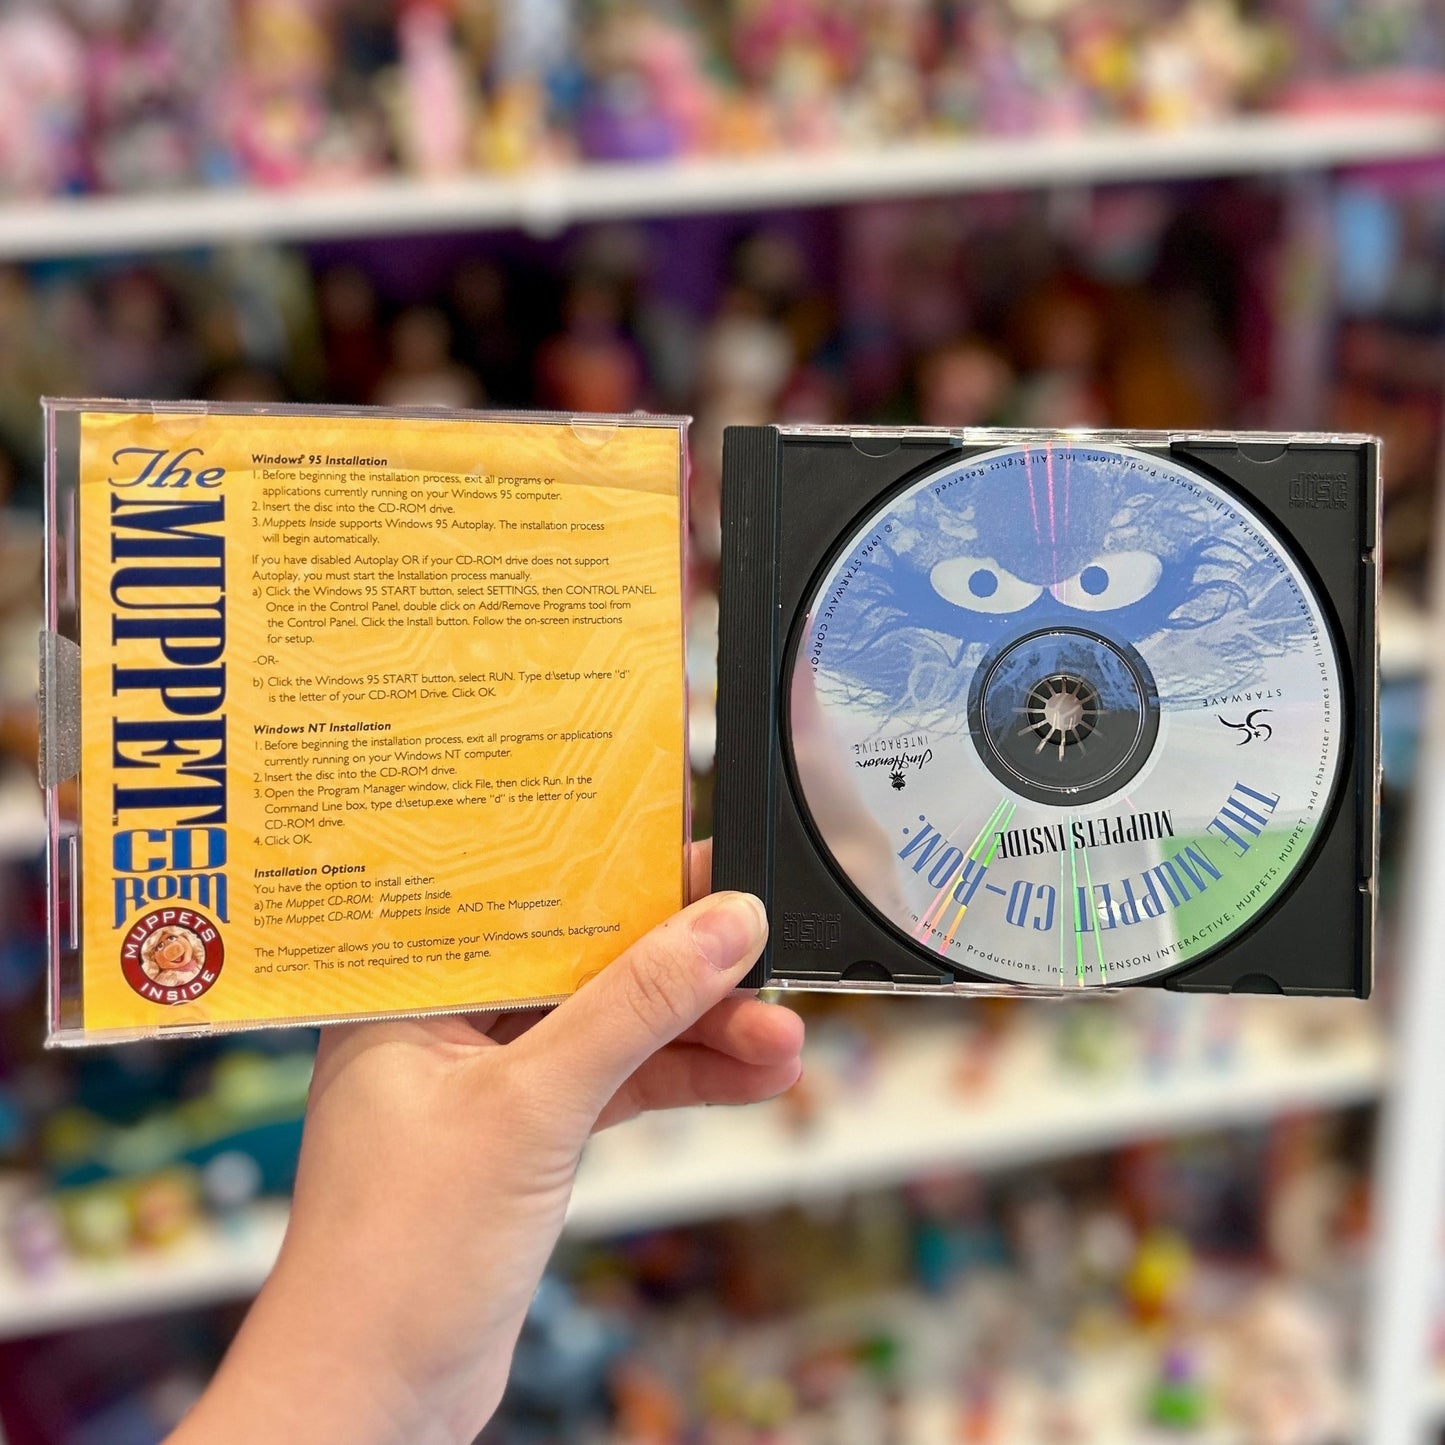 The
MUPPET
CD
ROM
MUPPETS
INSIDE
Windows® 95 Installation
1. Before beginning the installation process, exit all programs or
applications currently running on your Windows 95 computer.
2. Insert the disc into the CD-ROM drive.
3. Muppets Inside supports Windows 95 Autoplay. The installation process
will begin automatically.
If you have disabled Autoplay OR if your CD-ROM drive does not support
Autoplay, you must start the Installation process manually.
a) Click the Windows 95 START button, select SETTINGS, then CONTROL PANEL.
Once in the Control Panel, double click on Add/Remove Programs tool from
the Control Panel. Click the Install button. Follow the on-screen instructions
for setup.
-OR-
b) Click the Windows 95 START button, select RUN. Type d:\setup where "d"
is the letter of your CD-ROM Drive. Click OK.
Windows NT Installation
1. Before beginning the installation process, exit all programs or applications
currently running on your Windows NT computer.
2. Insert the disc into the CD-ROM drive.
3. Open the Program Manager window, click File, then click Run. In the
Command Line box, type d:\setup.exe where "d" is the letter of your
CD-ROM drive.
4. Click OK
Installation Options
You have the option to install either:
a) The Muppet CD-ROM: Muppets Inside.
b) The Muppet CD-ROM: Muppets Inside AND The Muppetizer.
The Muppetizer allows you to customize your Windows sounds, background
and cursor. This is not required to run the game.
THE MUPPET CD-ROM:
MUPPETS INSIDE
STARWAVE
Jim Henson
INTERACTIVE
© 1996 STARWAVE CORPOR
JIM HENSON INTERACTIVE, MUPPETS, MUPPET, and character names and likenesses are trademarks of Jim Henson Productions, Inc. All Rights Reserved
m Henson Productions, Inc.
COMPACT
disc
DIGITAL AUDIO
COMPACT
disc
DIGITAL AUDIO